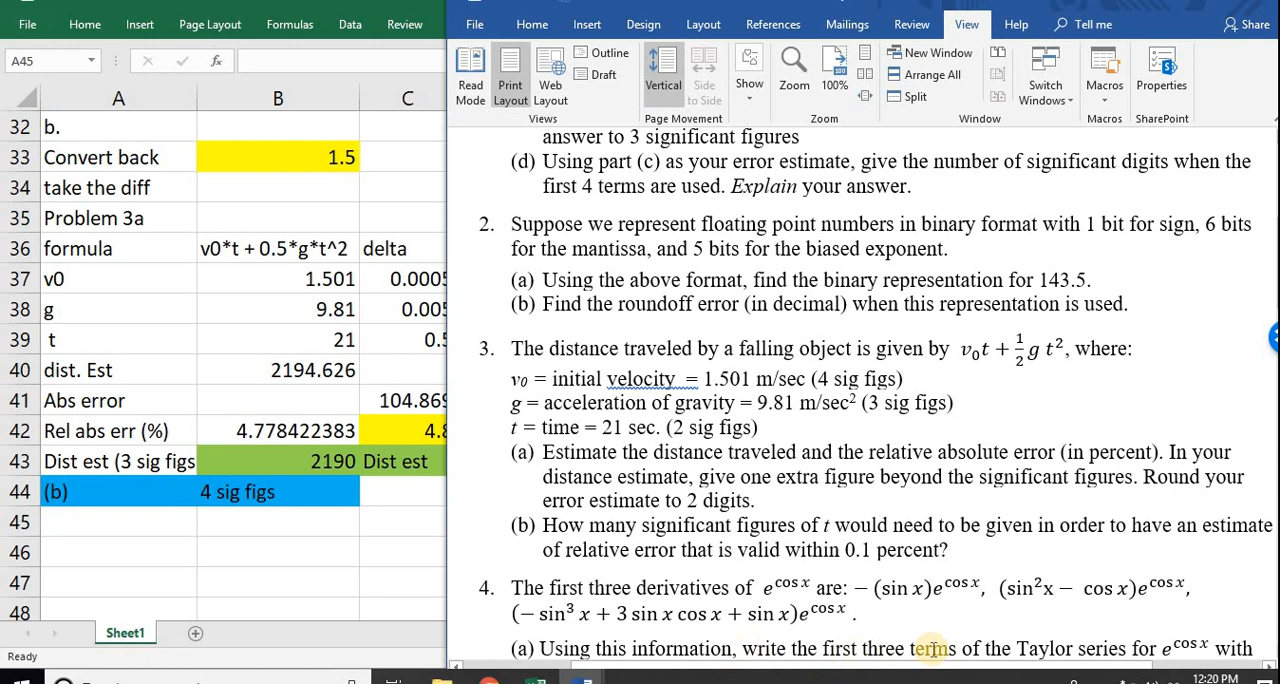 File Home Insert Page Layout Formulas Data Review
File Home Insert Design Layout References Mailings Review View Help Tell me Share
A45 fx
Read Mode Print Layout Web Layout Outline Draft Vertical Side to Side Show Zoom 100% New Window Arrange All Split Switch Windows Macros Properties
Views Page Movement Zoom Window Macros SharePoint
A B C
32 b.
33 Convert back 1.5
34 take the diff
35 Problem 3a
36 formula v0*t + 0.5*g*t^2 delta
37 v0 1.501 0.0005
38 g 9.81 0.005
39 t 21 0.5
40 dist. Est 2194.626
41 Abs error 104.869
42 Rel abs err (%) 4.778422383 4.8
43 Dist est (3 sig figs 2190 Dist est
44 (b) 4 sig figs
45
46
47
48
Sheet1
Ready
answer to 3 significant figures
(d) Using part (c) as your error estimate, give the number of significant digits when the
first 4 terms are used. Explain your answer.
2. Suppose we represent floating point numbers in binary format with 1 bit for sign, 6 bits
for the mantissa, and 5 bits for the biased exponent.
(a) Using the above format, find the binary representation for 143.5.
(b) Find the roundoff error (in decimal) when this representation is used.
3. The distance traveled by a falling object is given by v₀t + ½g t², where:
v₀ = initial velocity = 1.501 m/sec (4 sig figs)
g = acceleration of gravity = 9.81 m/sec² (3 sig figs)
t = time = 21 sec. (2 sig figs)
(a) Estimate the distance traveled and the relative absolute error (in percent). In your
distance estimate, give one extra figure beyond the significant figures. Round your
error estimate to 2 digits.
(b) How many significant figures of t would need to be given in order to have an estimate
of relative error that is valid within 0.1 percent?
4. The first three derivatives of e^cos x are: − (sin x)e^cos x, (sin²x − cos x)e^cos x,
(− sin³ x + 3 sin x cos x + sin x)e^cos x .
(a) Using this information, write the first three terms of the Taylor series for e^cos x with
12:20 PM